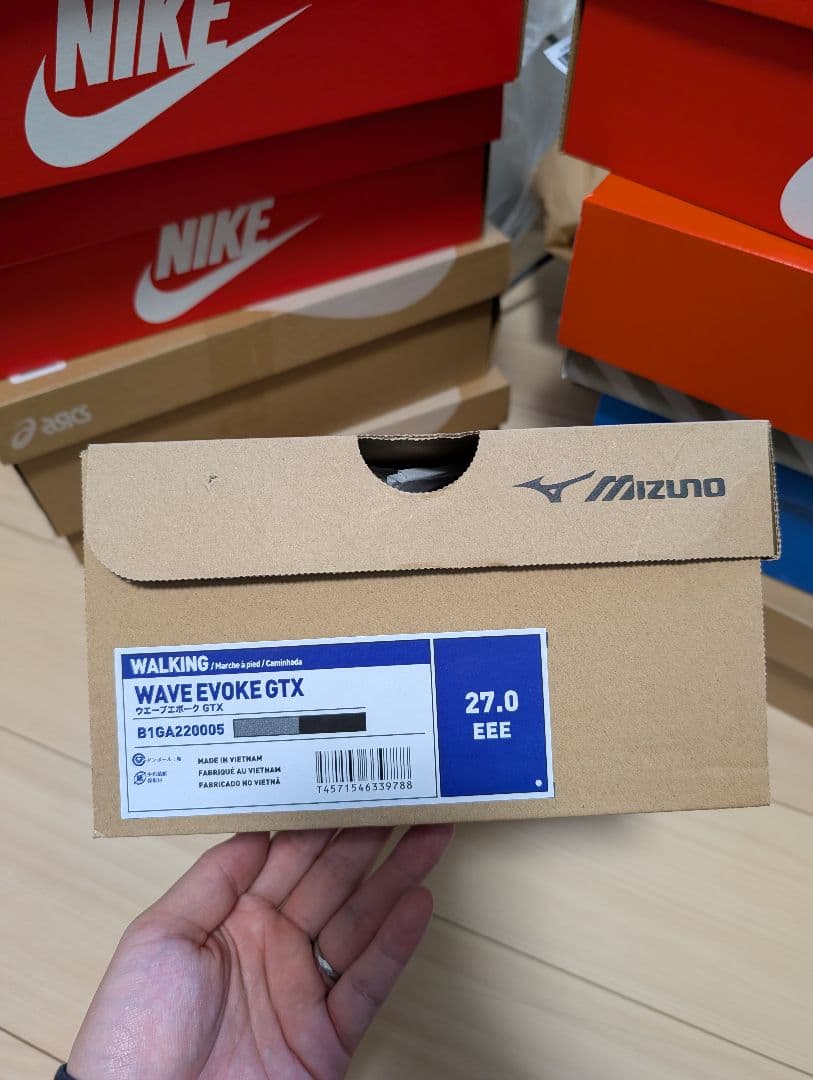 NIKE
NIKE
asics
MIZUNO
WALKING / Marche à pied / Caminhada
WAVE EVOKE GTX
ウエーブエボーク GTX
B1GA220005
27.0
EEE
MADE IN VIETNAM
FABRIQUÉ AU VIETNAM
FABRICADO NO VIETNÃ
T4571546339788